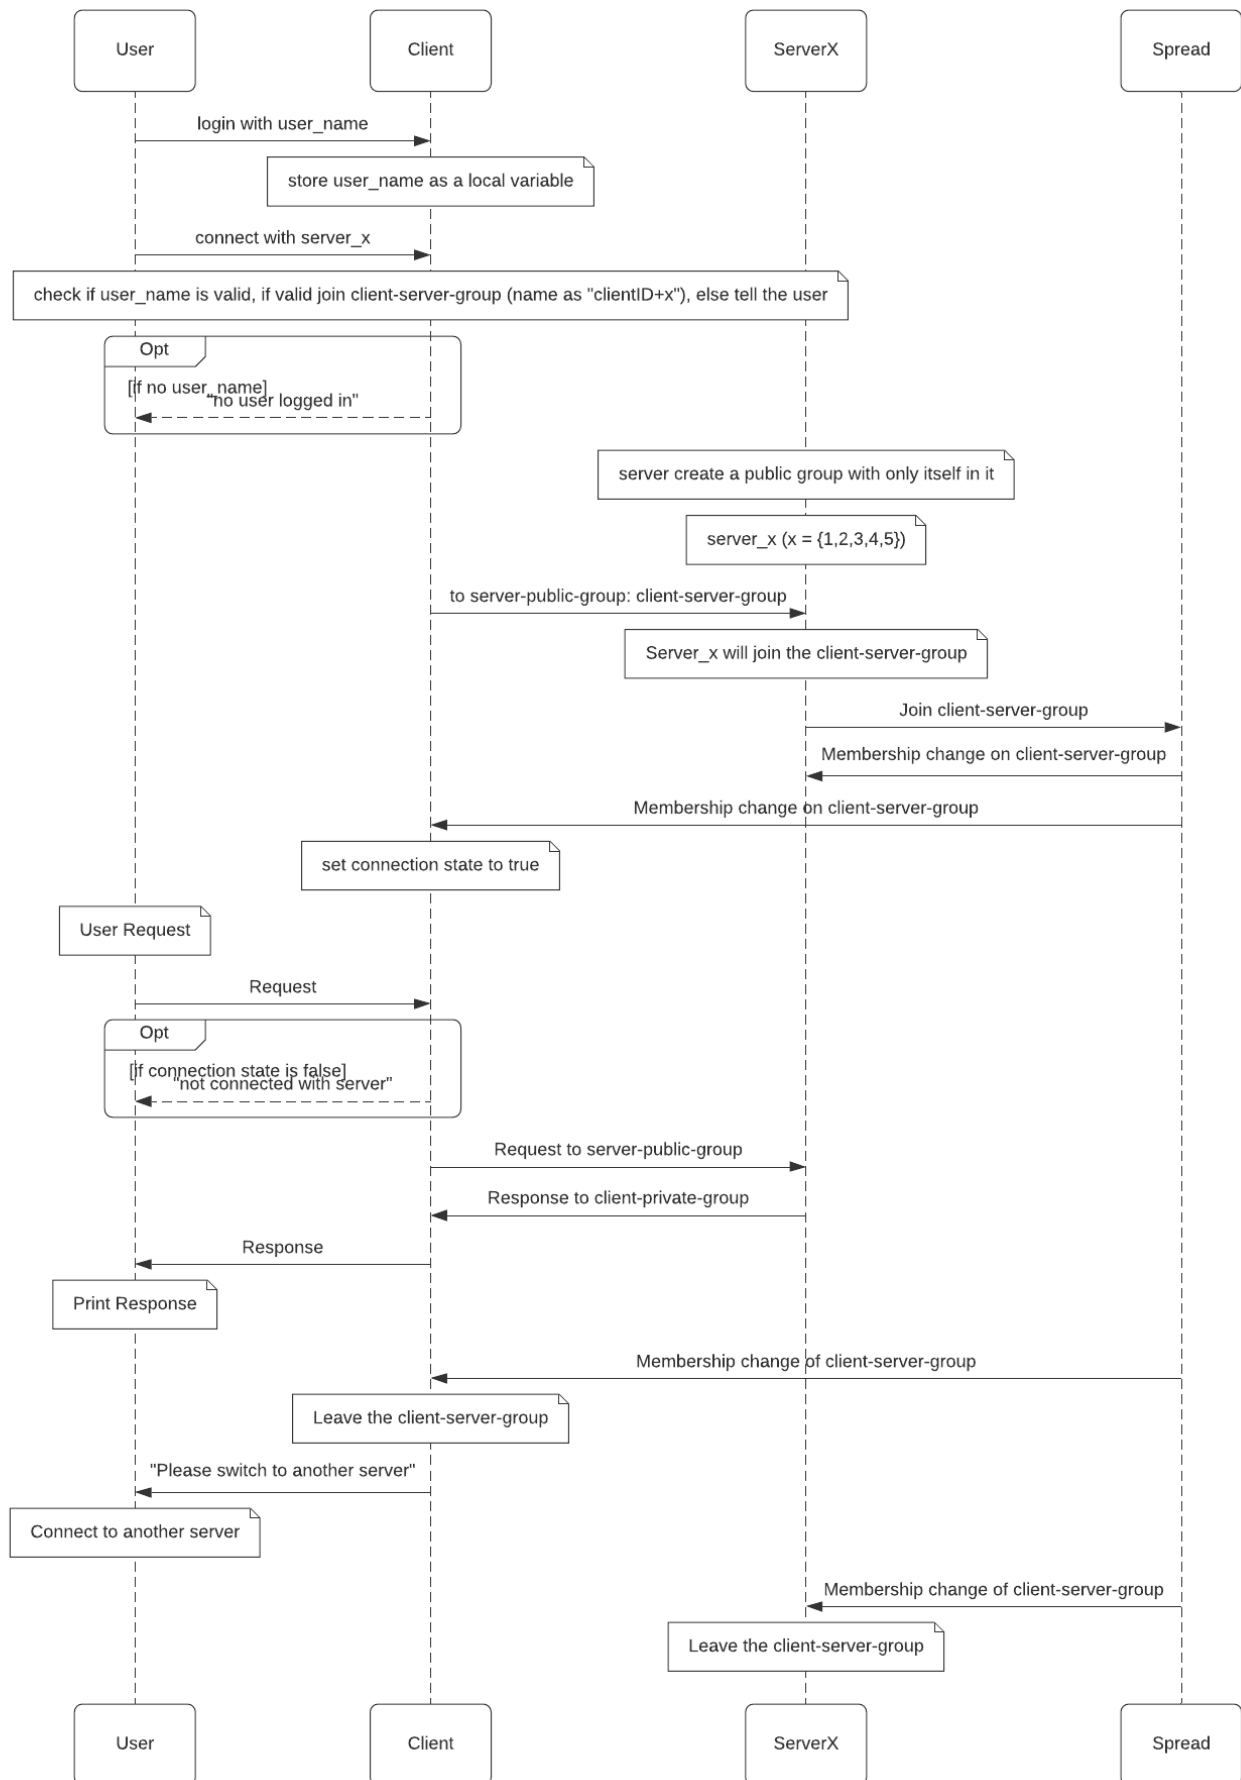 User
Client
ServerX
Spread
login with user_name
store user_name as a local variable
connect with server_x
check if user_name is valid, if valid join client-server-group (name as "clientID+x"), else tell the user
Opt
[if no user_name]
"no user logged in"
server create a public group with only itself in it
server_x (x = {1,2,3,4,5})
to server-public-group: client-server-group
Server_x will join the client-server-group
Join client-server-group
Membership change on client-server-group
Membership change on client-server-group
set connection state to true
User Request
Request
Opt
[if connection state is false]
"not connected with server"
Request to server-public-group
Response to client-private-group
Response
Print Response
Membership change of client-server-group
Leave the client-server-group
"Please switch to another server"
Connect to another server
Membership change of client-server-group
Leave the client-server-group
User
Client
ServerX
Spread